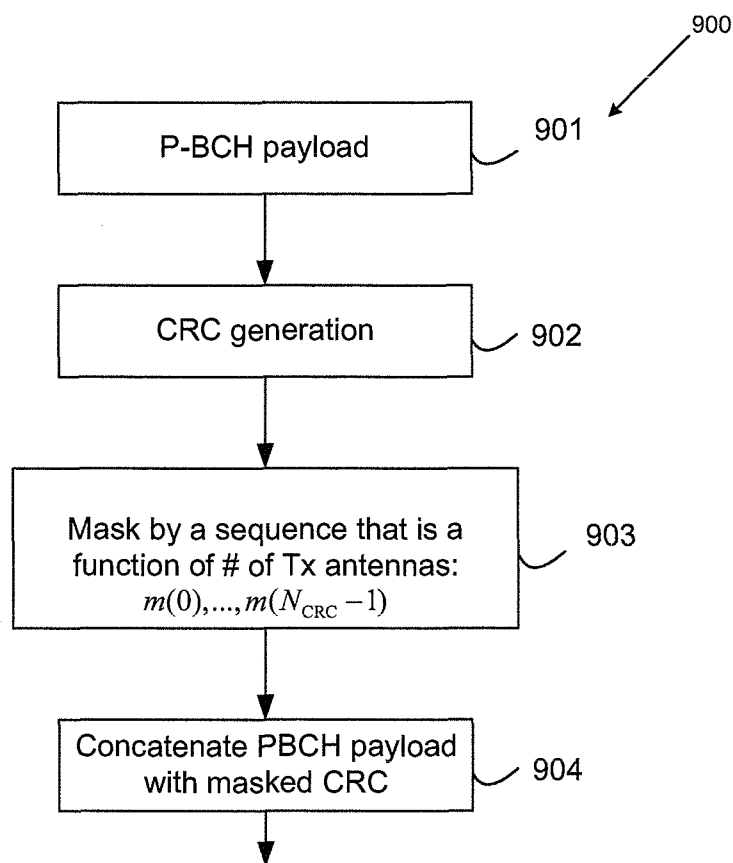 900
P-BCH payload
901
CRC generation
902
Mask by a sequence that is a
function of # of Tx antennas:
m(0),...,m(N_CRC −1)
903
Concatenate PBCH payload
with masked CRC
904